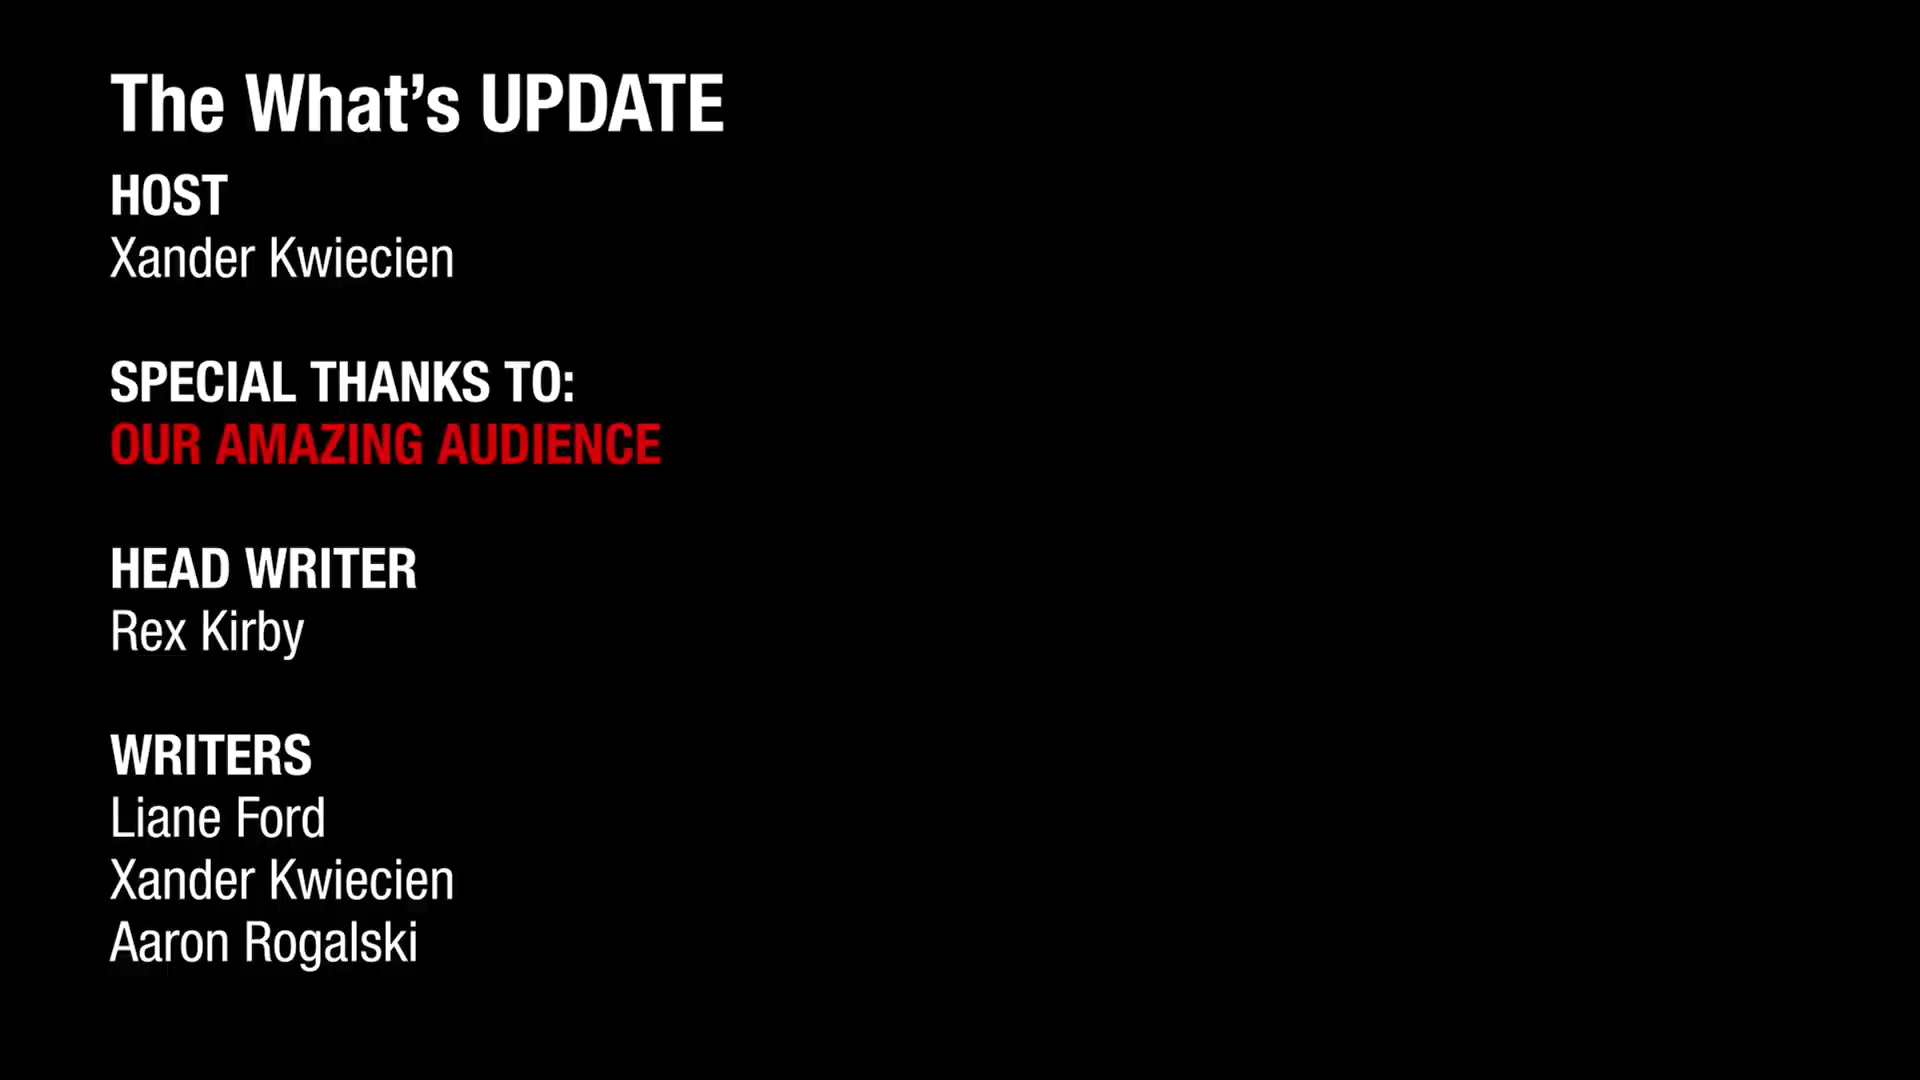 The What's UPDATE
HOST
Xander Kwiecien
SPECIAL THANKS TO:
OUR AMAZING AUDIENCE
HEAD WRITER
Rex Kirby
WRITERS
Liane Ford
Xander Kwiecien
Aaron Rogalski